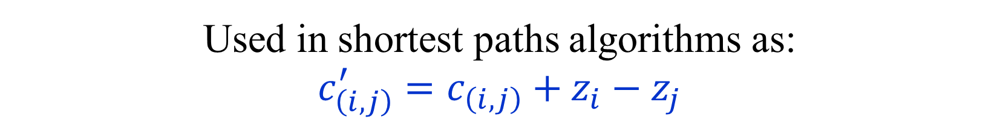 Used in shortest paths algorithms as:
c′(i,j) = c(i,j) + zi − zj